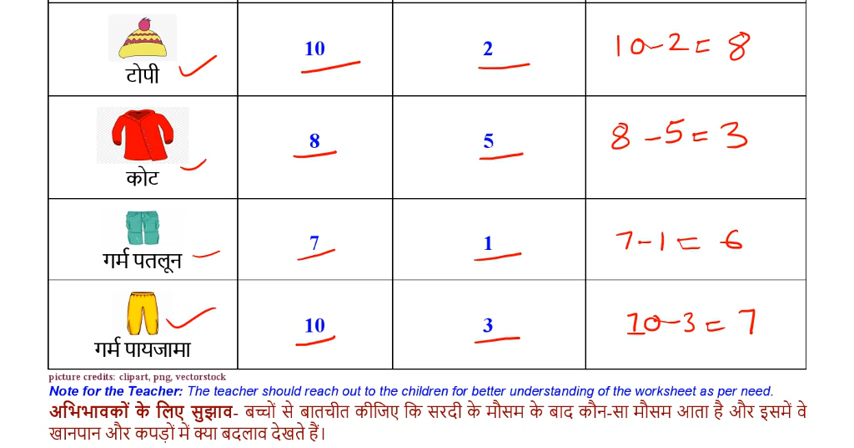 टोपी 10 2 10-2=8
कोट 8 5 8-5=3
गर्म पतलून 7 1 7-1=6
गर्म पायजामा 10 3 10-3=7
picture credits: clipart, png, vectorstock
Note for the Teacher: The teacher should reach out to the children for better understanding of the worksheet as per need.
अभिभावकों के लिए सुझाव- बच्चों से बातचीत कीजिए कि सरदी के मौसम के बाद कौन-सा मौसम आता है और इसमें वे
खानपान और कपड़ों में क्या बदलाव देखते हैं।